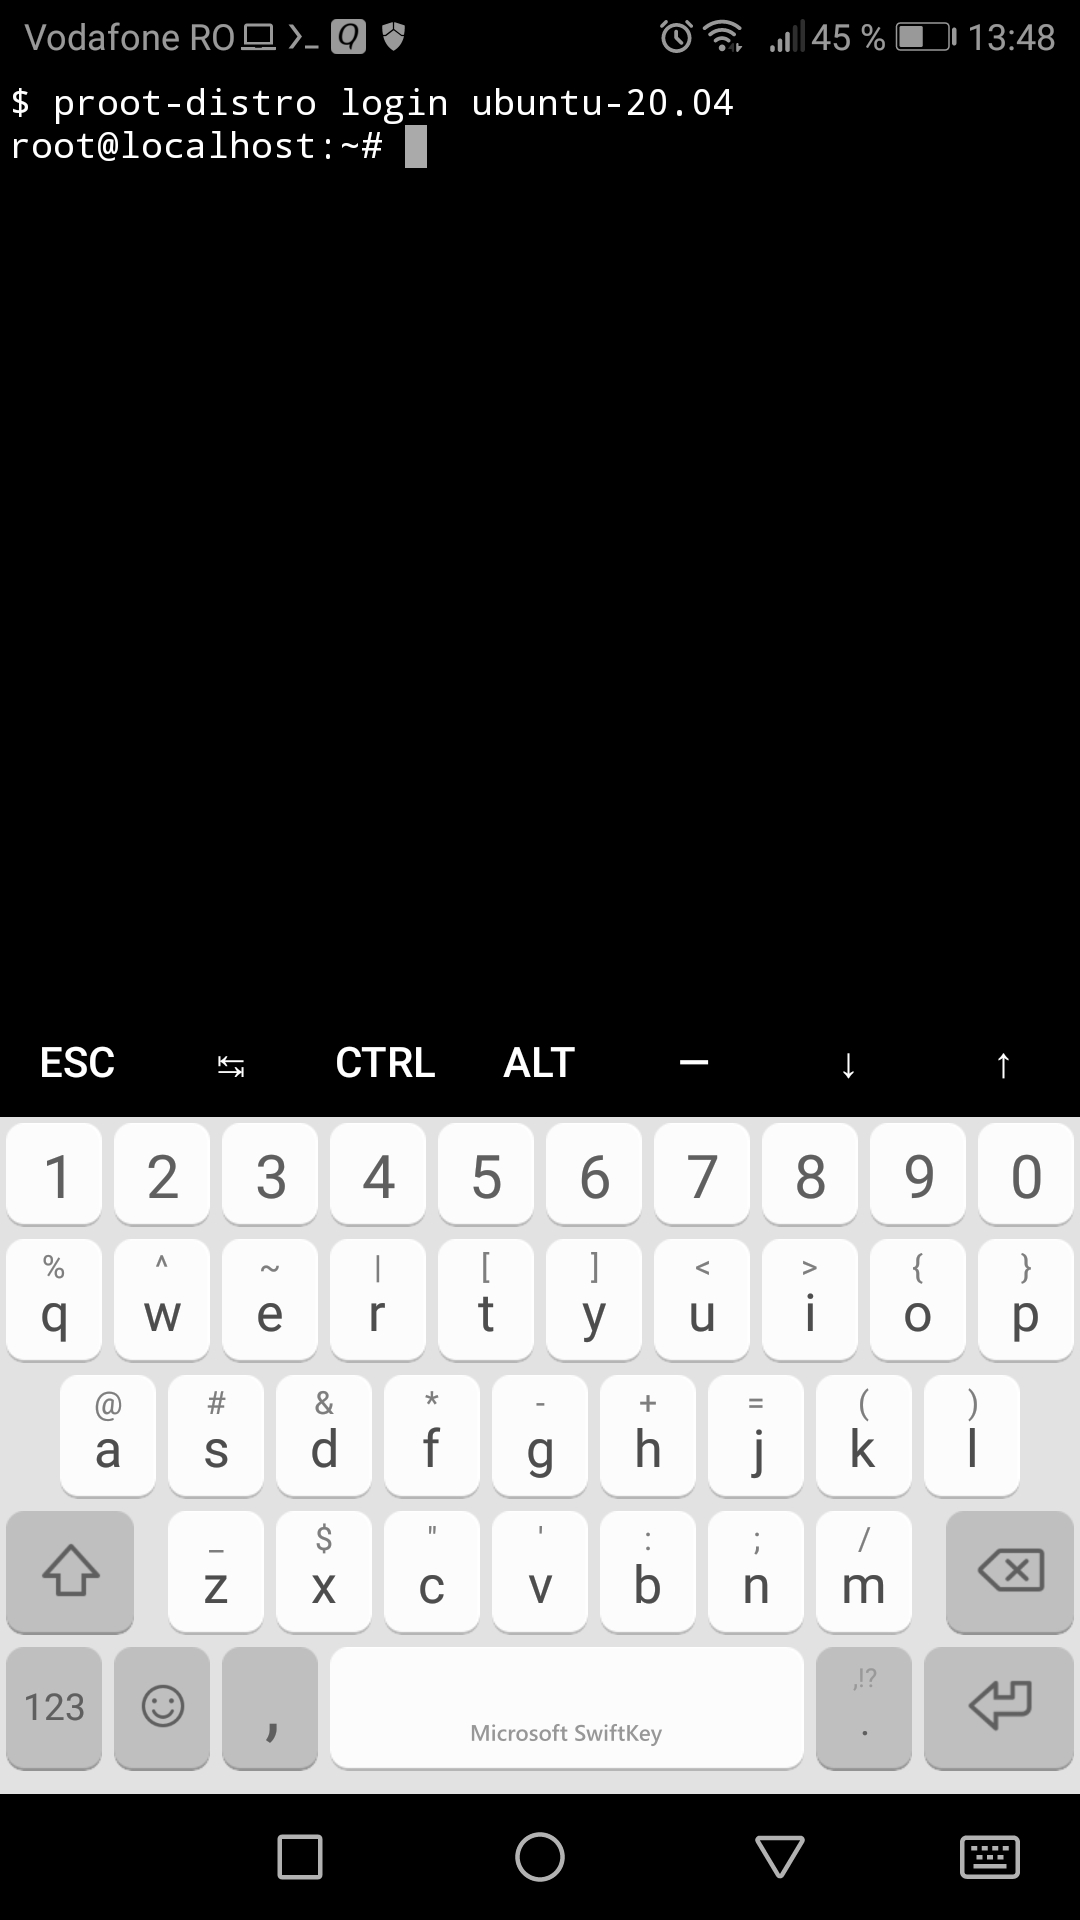 Vodafone RO 45 % 13:48
$ proot-distro login ubuntu-20.04
root@localhost:~#
ESC ↹ CTRL ALT — ↓ ↑
1 2 3 4 5 6 7 8 9 0
% ^ ~ | [ ] < > { }
q w e r t y u i o p
@ # & * - + = ( )
a s d f g h j k l
_ $ " ' : ; /
z x c v b n m
,!?
123 , Microsoft SwiftKey .